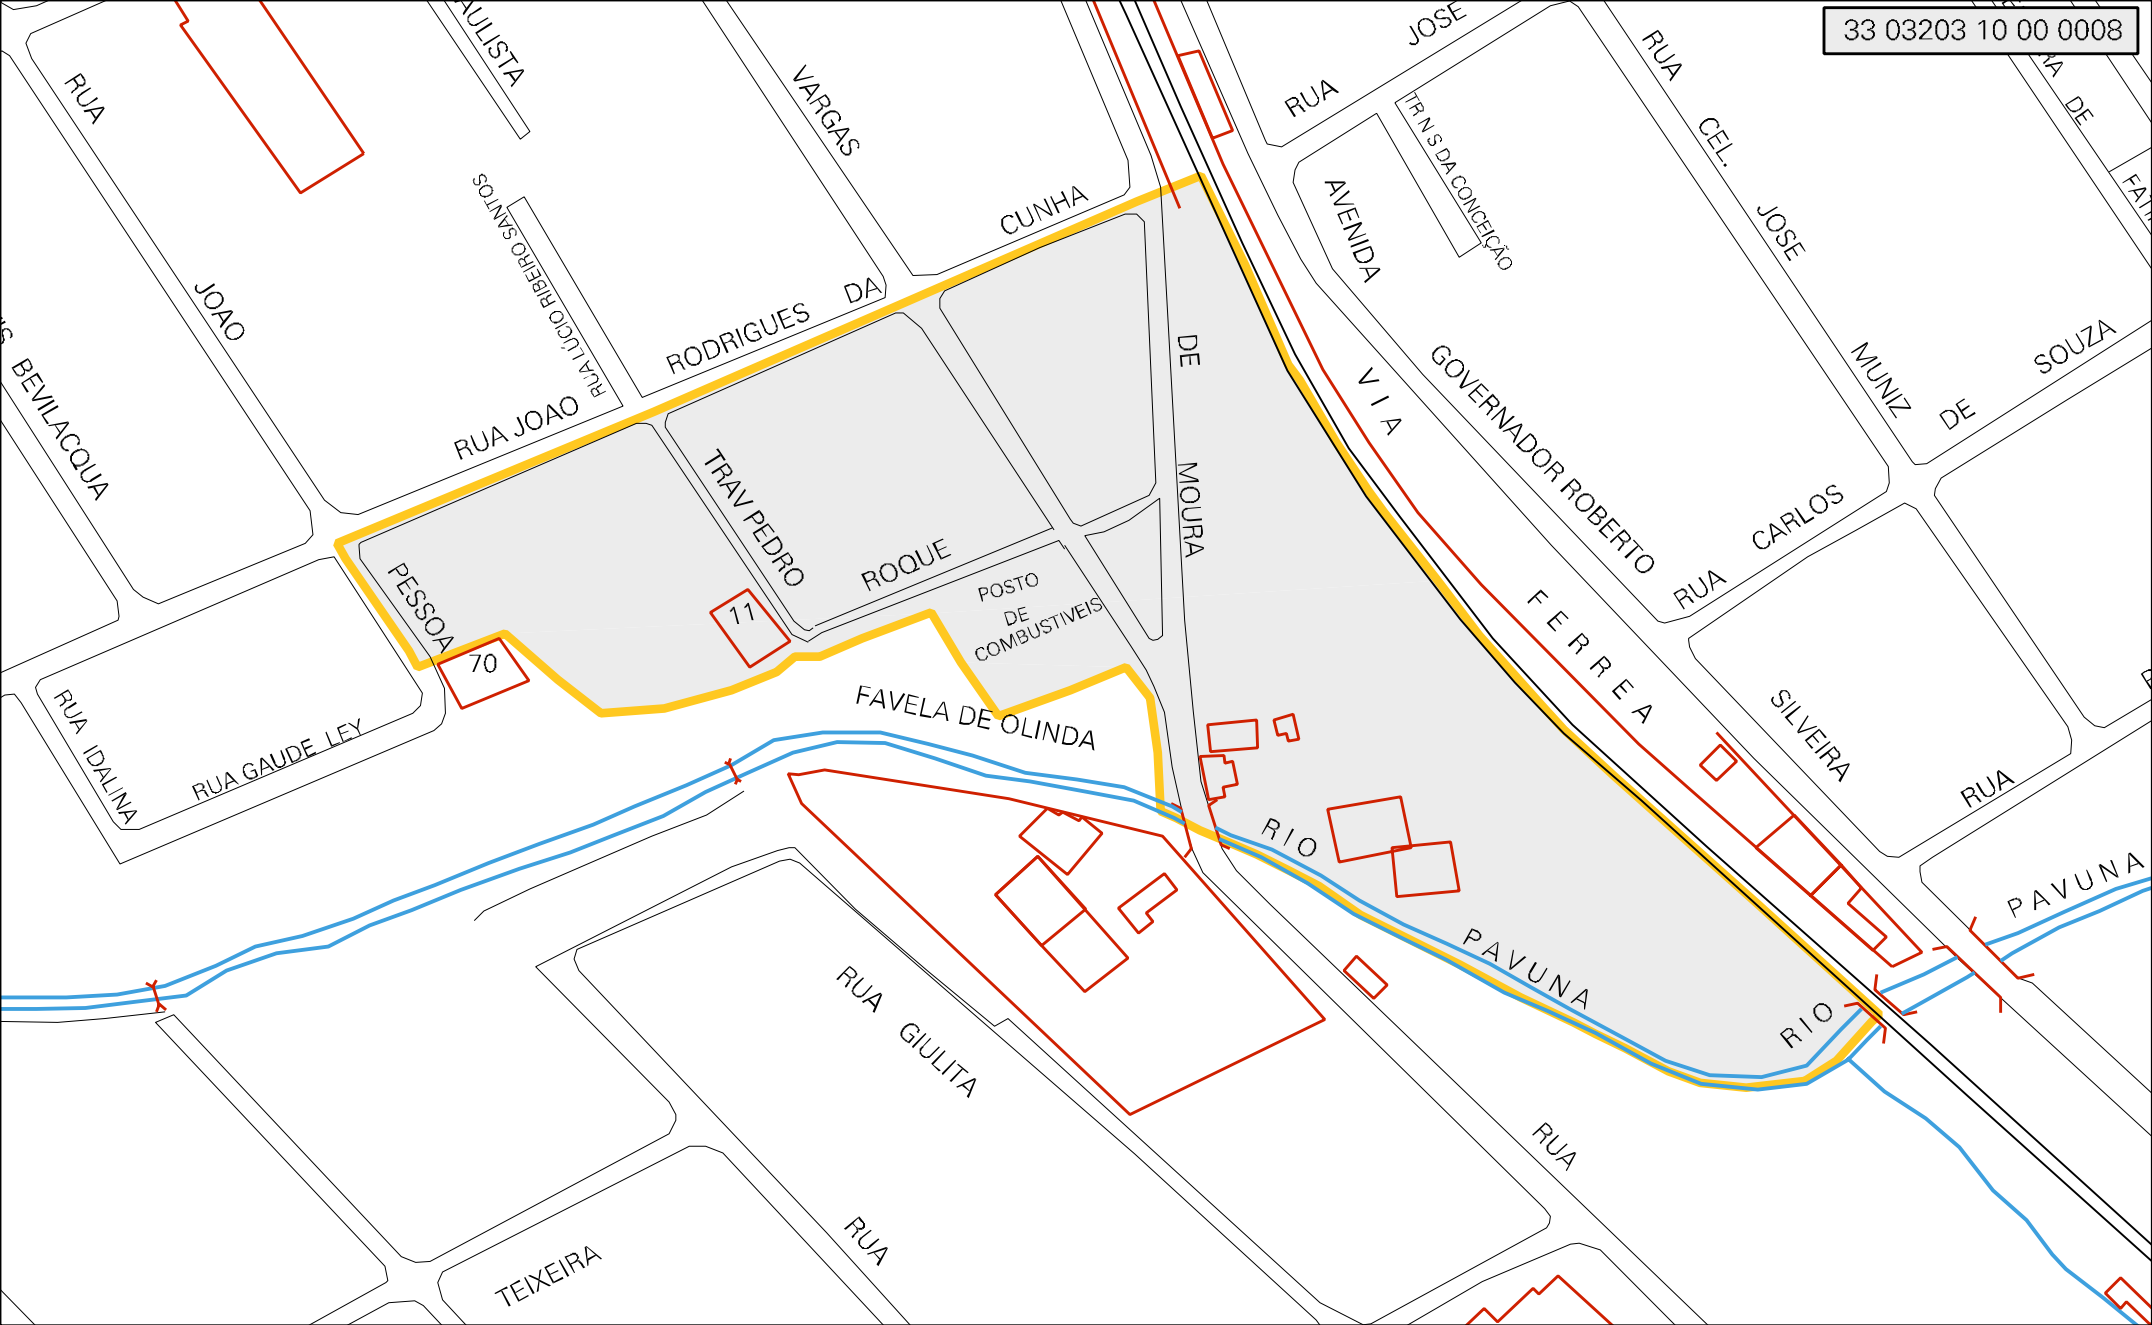 33 03203 10 00 0008
JOSE
RUA
RUA
CEL.
JOSE
MUNIZ
DE
SOUZA
DE
RUA
JOAO
AULISTA
VARGAS
CUNHA
DA
RODRIGUES
RUA JOAO
RUA LÚCIO RIBEIRO SANTOS
TR N S DA CONCEIÇÃO
AVENIDA
GOVERNADOR ROBERTO
SILVEIRA
RUA
CARLOS
RUA
BEVILACQUA
PESSOA
TRAV PEDRO
ROQUE
DE
MOURA
VIA
FERREA
POSTO
DE
COMBUSTIVEIS
11
70
FAVELA DE OLINDA
RUA IDALINA
RUA GAUDE LEY
RIO
PAVUNA
RIO
PAVUNA
RUA
GIULITA
RUA
RUA
TEIXEIRA